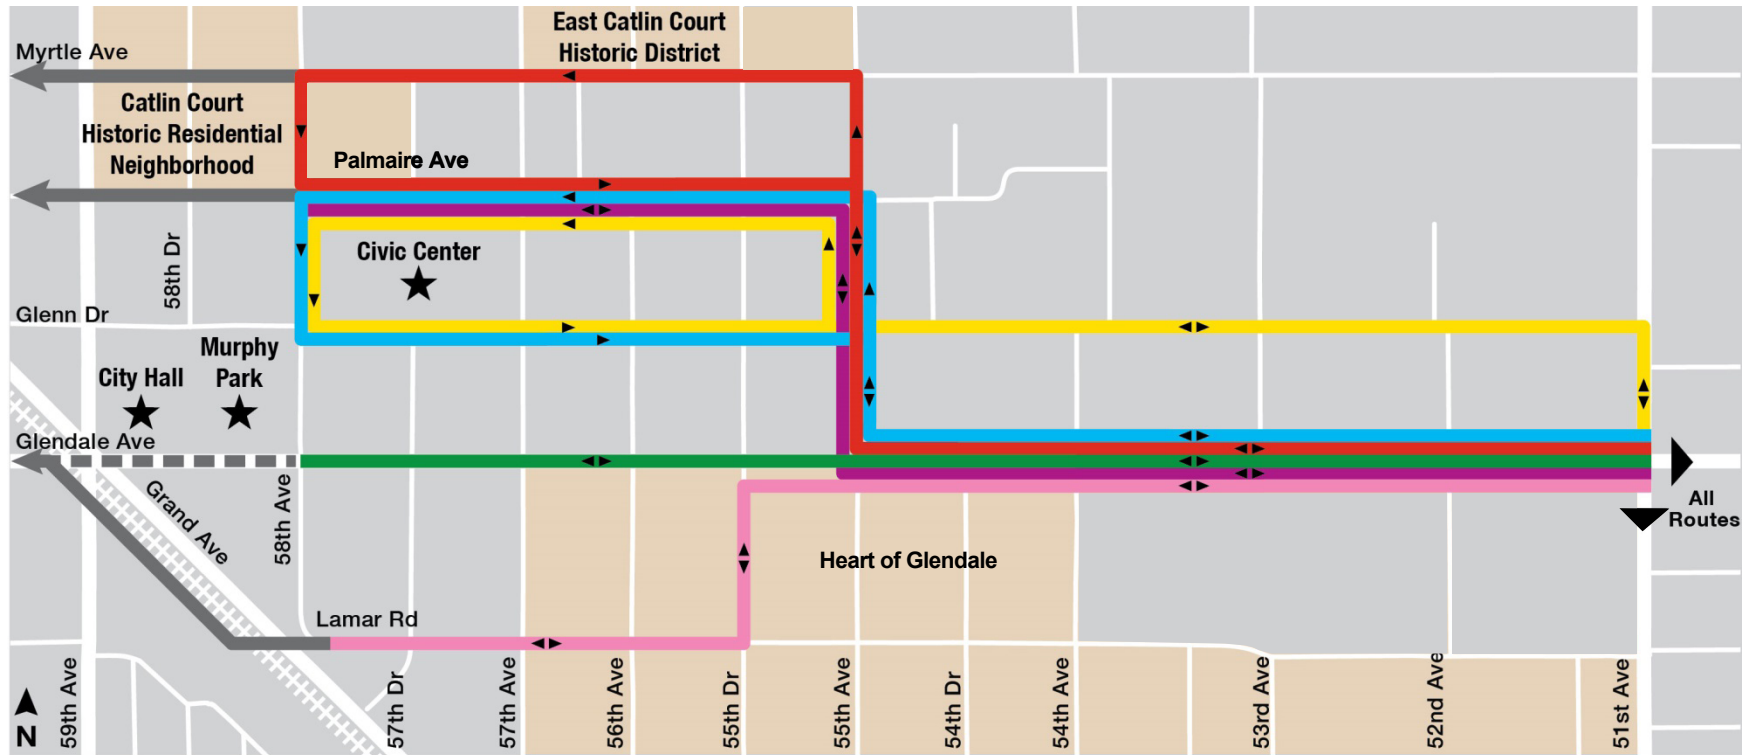 East Catlin Court
Historic District
Myrtle Ave
Catlin Court
Historic Residential
Neighborhood
Palmaire Ave
58th Dr
Civic Center
Glenn Dr
Murphy
Park
City Hall
Glendale Ave
Grand Ave
58th Ave
All
Routes
Heart of Glendale
Lamar Rd
N
59th Ave
57th Dr
57th Ave
56th Ave
55th Dr
55th Ave
54th Dr
54th Ave
53rd Ave
52nd Ave
51st Ave